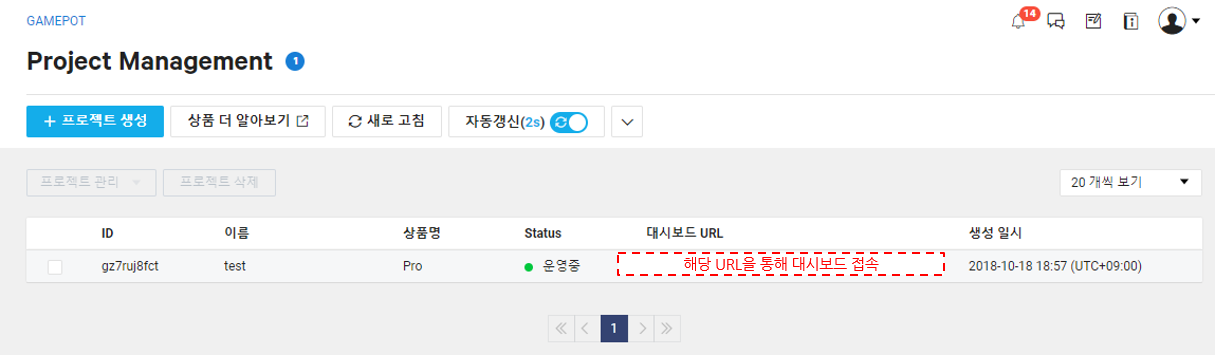 GAMEPOT
14
Project Management 1
+ 프로젝트 생성 상품 더 알아보기 새로 고침 자동갱신(2s)
프로젝트 관리 프로젝트 삭제 20 개씩 보기
ID 이름 상품명 Status 대시보드 URL 생성 일시
gz7ruj8fct test Pro 운영중 해당 URL을 통해 대시보드 접속 2018-10-18 18:57 (UTC+09:00)
1